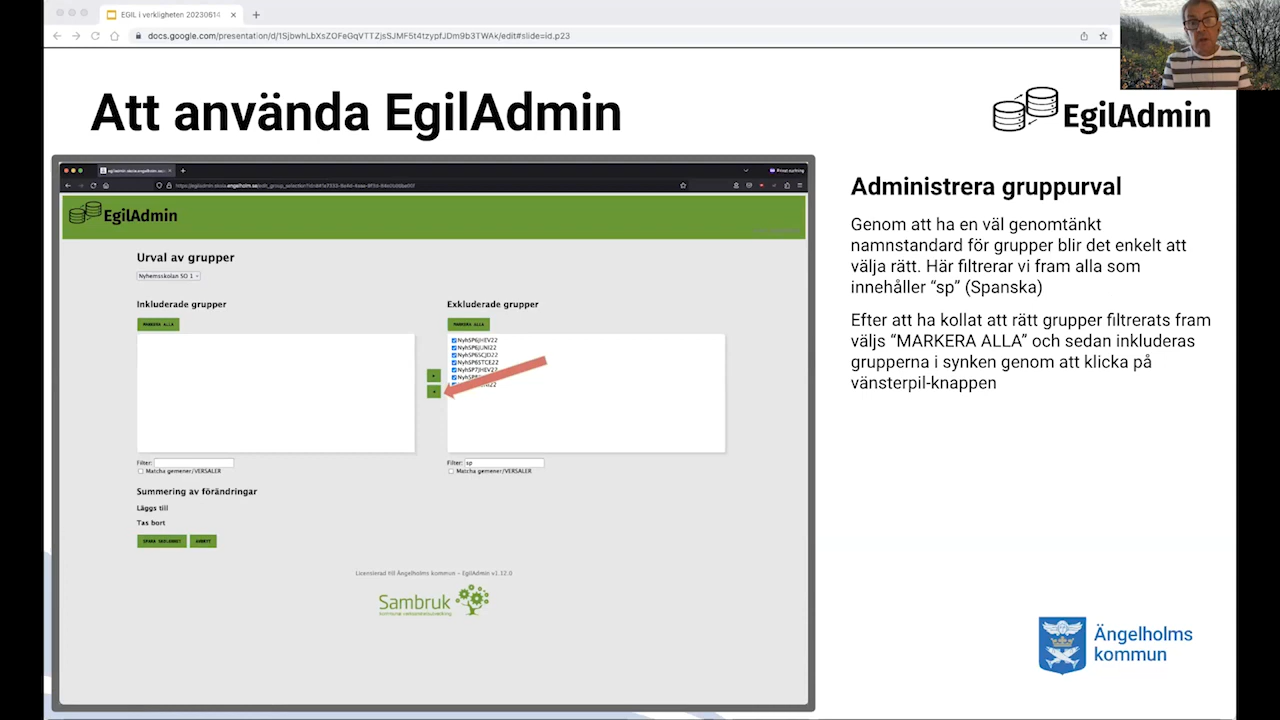 EGIL i verkligheten 20230614
docs.google.com/presentation/d/1SjbwhLbXsZOFeGqVTTZjsSJMF5t4tzypfJDm9b3TWAk/edit#slide=id.p23
Att använda EgilAdmin
EgilAdmin
EgilAdmin
Urval av grupper
Nyhemsskolan SO 1
Inkluderade grupper
Exkluderade grupper
MARKERA ALLA
MARKERA ALLA
NyhSP6JHEV22
NyhSP6JUNI22
NyhSP6SCJO22
NyhSP6STCE22
NyhSP7JHEV22
Filter:
Filter: sp
Matcha gemener/VERSALER
Matcha gemener/VERSALER
Summering av förändringar
Läggs till
Tas bort
AVBRYT
Licensierad till Ängelholms kommun - EgilAdmin v1.12.0
Sambruk
Administrera gruppurval
Genom att ha en väl genomtänkt
namnstandard för grupper blir det enkelt att
välja rätt. Här filtrerar vi fram alla som
innehåller “sp” (Spanska)
Efter att ha kollat att rätt grupper filtrerats fram
väljs “MARKERA ALLA” och sedan inkluderas
grupperna i synken genom att klicka på
vänsterpil-knappen
Ängelholms
kommun